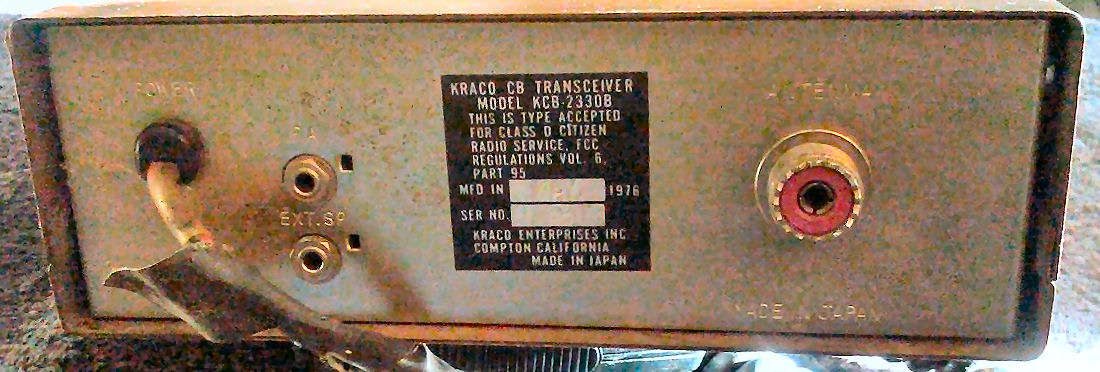 POWER
P.A
EXT.SP
KRACO CB TRANSCEIVER
MODEL KCB-2330B
THIS IS TYPE ACCEPTED
FOR CLASS D CITIZEN
RADIO SERVICE, FCC
REGULATIONS VOL. 6,
PART 95
MFD IN 1976
SER NO.
KRACO ENTERPRISES INC
COMPTON CALIFORNIA
MADE IN JAPAN
ANTENNA
MADE IN JAPAN